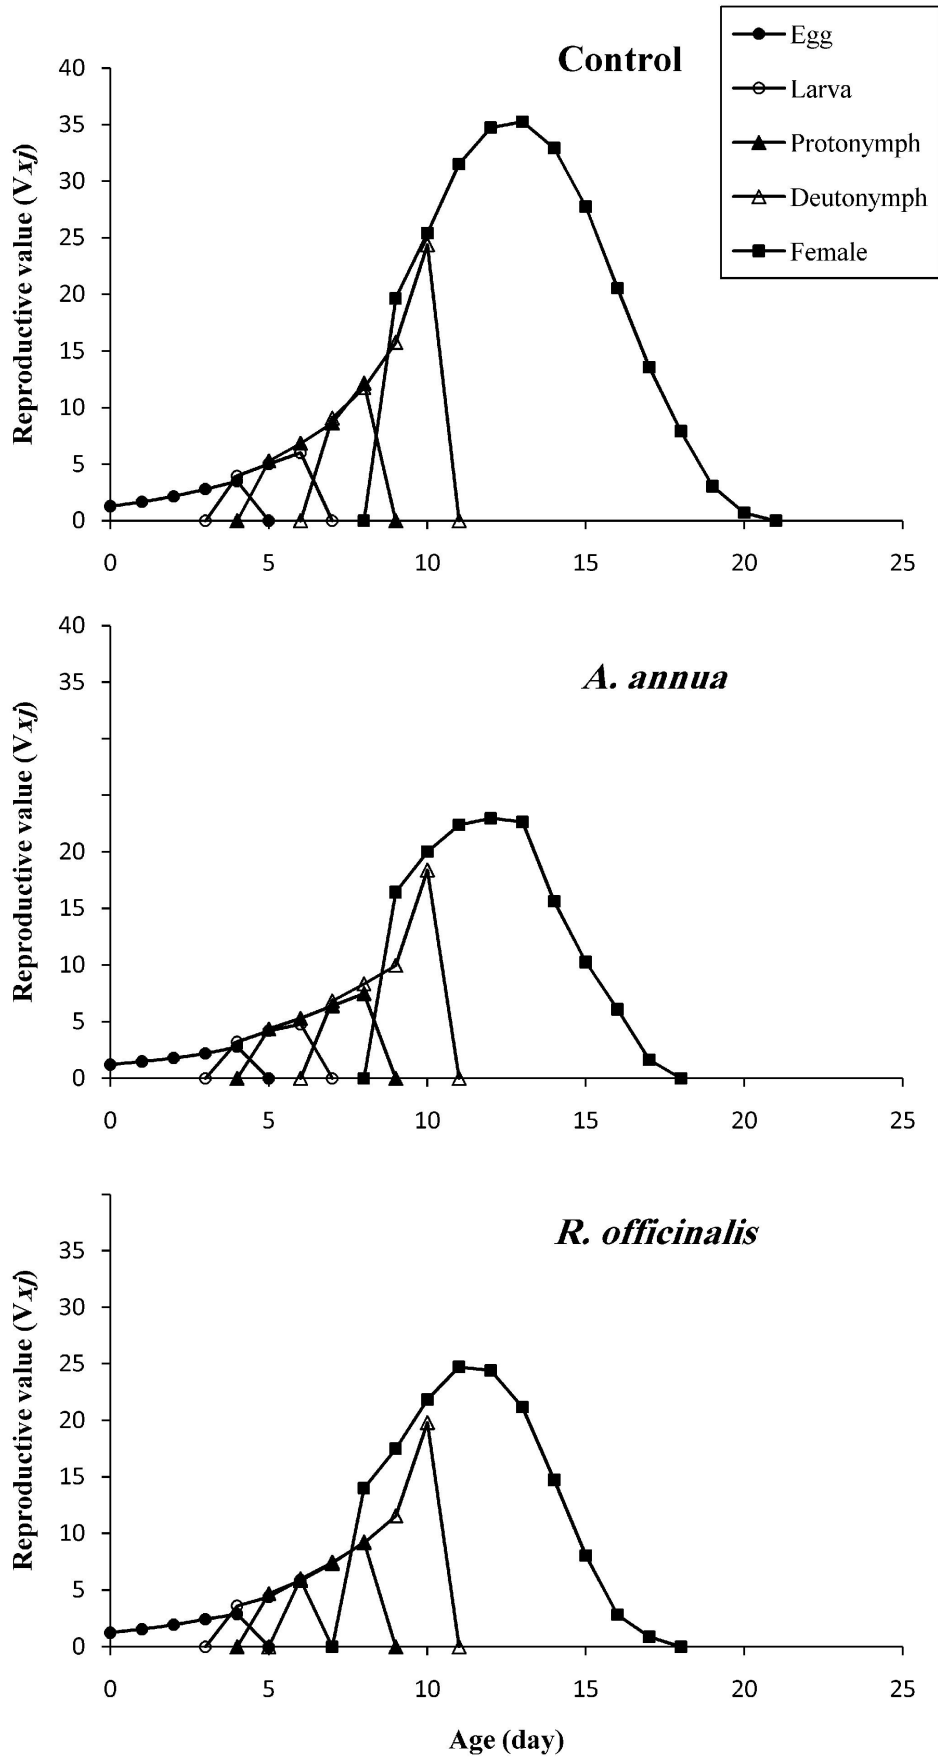 Control
Egg
Larva
Protonymph
Deutonymph
Female
Reproductive value (Vxj)
40
35
30
25
20
15
10
5
0
0 5 10 15 20 25
A. annua
Reproductive value (Vxj)
40
35
20
15
10
5
0
0 5 10 15 20 25
R. officinalis
Reproductive value (Vxj)
35
30
25
20
15
10
5
0
0 5 10 15 20 25
Age (day)